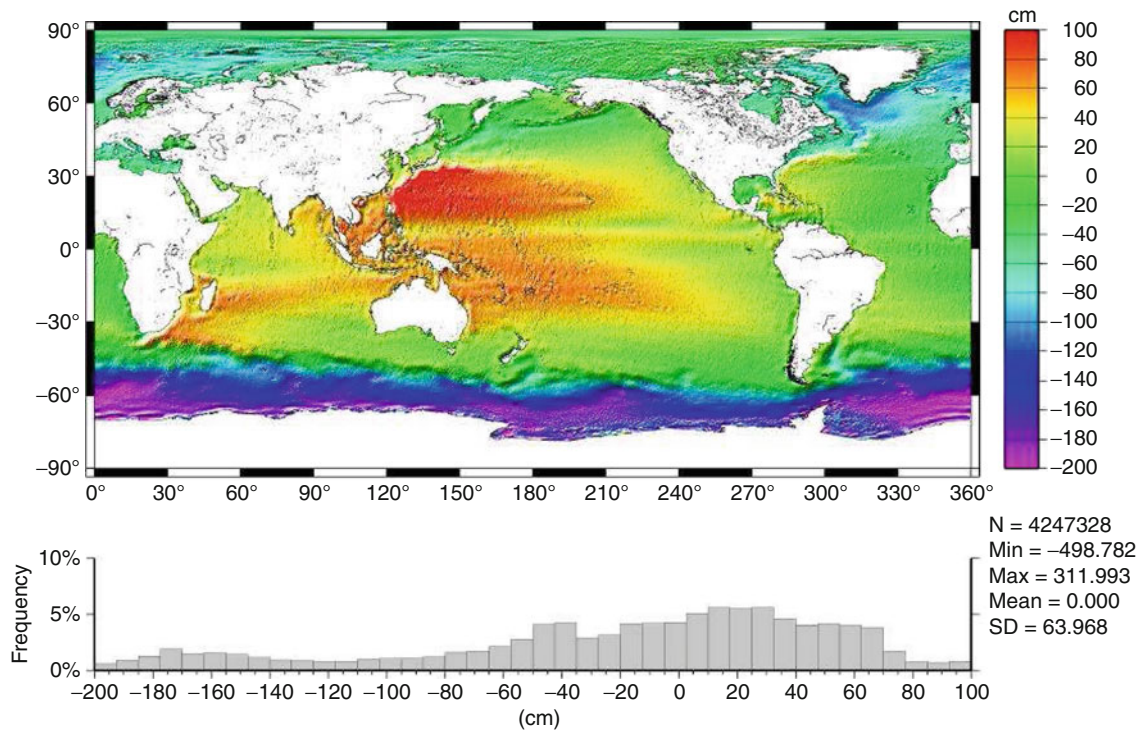 90°
60°
30°
0°
−30°
−60°
−90°
0° 30° 60° 90° 120° 150° 180° 210° 240° 270° 300° 330° 360°
cm
100
80
60
40
20
0
−20
−40
−60
−80
−100
−120
−140
−160
−180
−200
N = 4247328
Min = −498.782
Max = 311.993
Mean = 0.000
SD = 63.968
Frequency
10%
5%
0%
−200 −180 −160 −140 −120 −100 −80 −60 −40 −20 0 20 40 60 80 100
(cm)